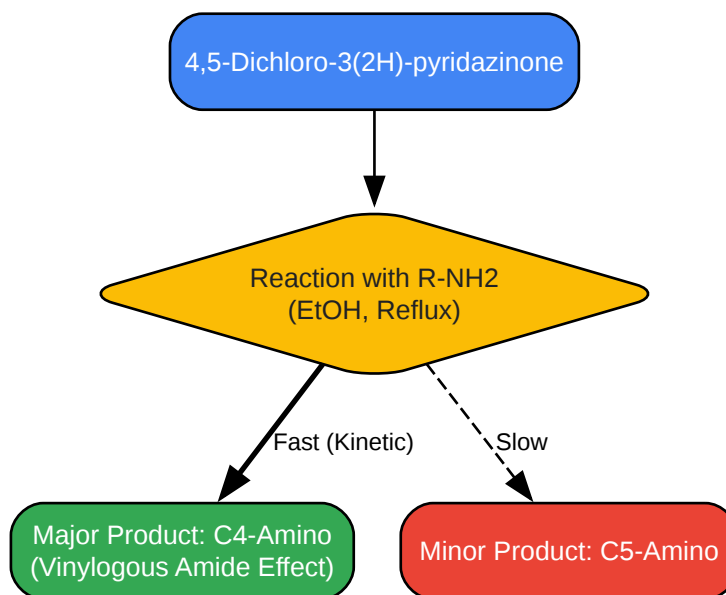 4,5-Dichloro-3(2H)-pyridazinone
Reaction with R-NH2
(EtOH, Reflux)
Fast (Kinetic)
Slow
Major Product: C4-Amino
(Vinylogous Amide Effect)
Minor Product: C5-Amino